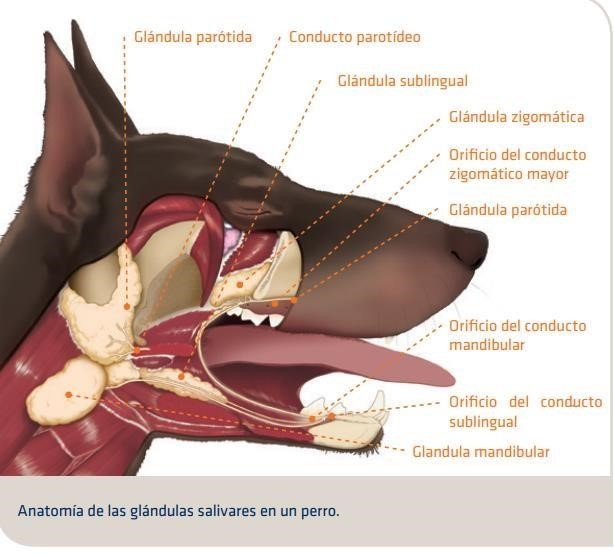 Glándula parótida
Conducto parotídeo
Glándula sublingual
Glándula zigomática
Orificio del conducto
zigomático mayor
Glándula parótida
Orificio del conducto
mandibular
Orificio del conducto
sublingual
Glandula mandibular
Anatomía de las glándulas salivares en un perro.